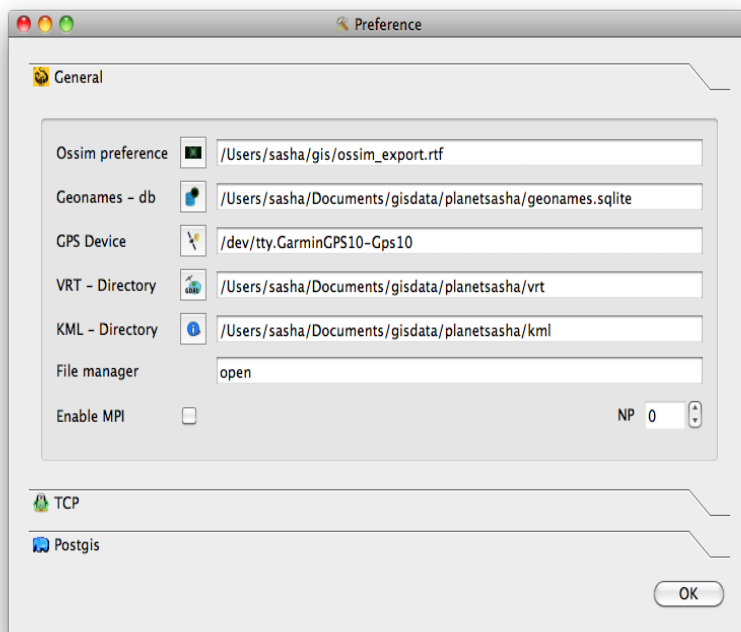 Preference
General
Ossim preference /Users/sasha/gis/ossim_export.rtf
Geonames – db /Users/sasha/Documents/gisdata/planetsasha/geonames.sqlite
GPS Device /dev/tty.GarminGPS10-Gps10
VRT – Directory /Users/sasha/Documents/gisdata/planetsasha/vrt
KML – Directory /Users/sasha/Documents/gisdata/planetsasha/kml
File manager open
Enable MPI NP 0
TCP
Postgis
OK